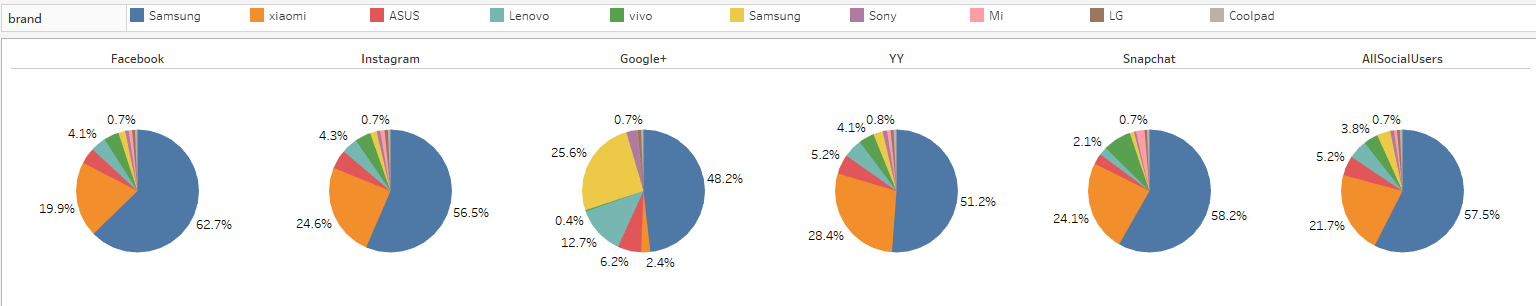 brand Samsung xiaomi ASUS Lenovo vivo Samsung Sony Mi LG Coolpad
Facebook Instagram Google+ YY Snapchat AllSocialUsers
0.7% 4.1% 19.9% 62.7%
0.7% 4.3% 24.6% 56.5%
0.7% 25.6% 48.2% 0.4% 12.7% 6.2% 2.4%
0.8% 4.1% 5.2% 28.4% 51.2%
0.7% 2.1% 24.1% 58.2%
0.7% 3.8% 5.2% 21.7% 57.5%